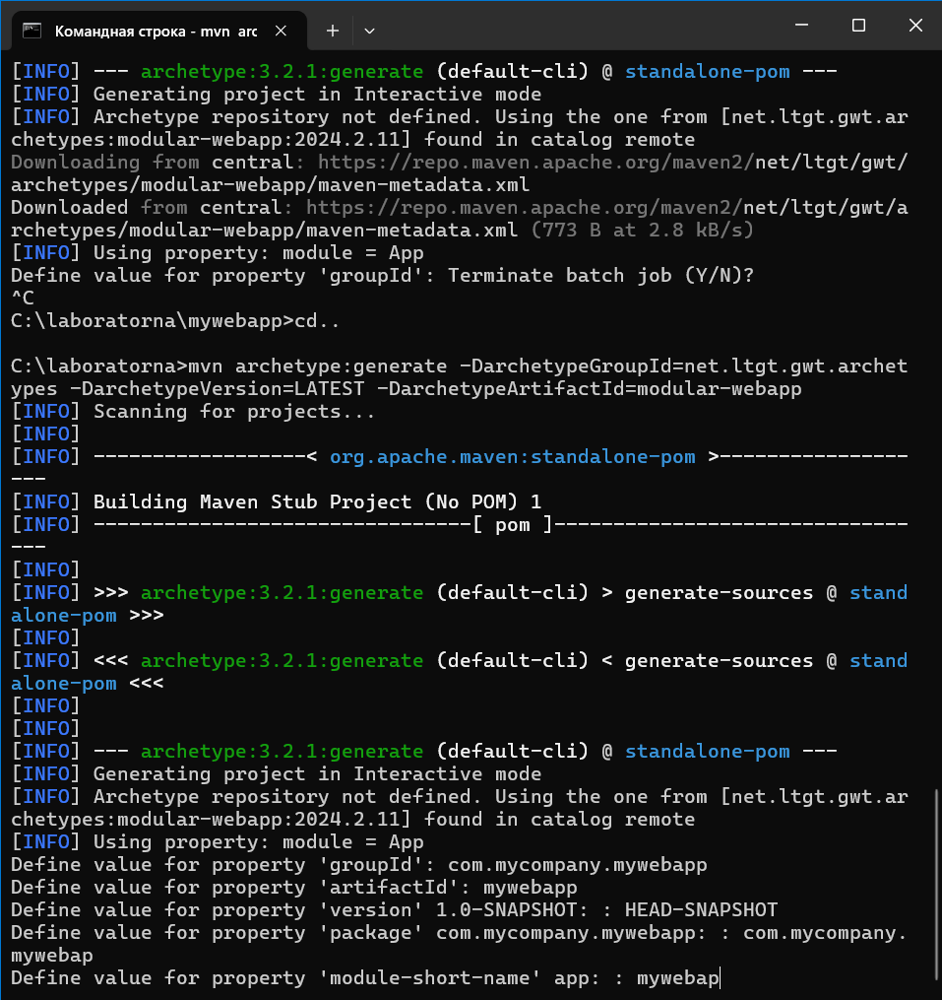 Командная строка - mvn arc
[INFO] --- archetype:3.2.1:generate (default-cli) @ standalone-pom ---
[INFO] Generating project in Interactive mode
[INFO] Archetype repository not defined. Using the one from [net.ltgt.gwt.ar
chetypes:modular-webapp:2024.2.11] found in catalog remote
Downloading from central: https://repo.maven.apache.org/maven2/net/ltgt/gwt/
archetypes/modular-webapp/maven-metadata.xml
Downloaded from central: https://repo.maven.apache.org/maven2/net/ltgt/gwt/a
rchetypes/modular-webapp/maven-metadata.xml (773 B at 2.8 kB/s)
[INFO] Using property: module = App
Define value for property 'groupId': Terminate batch job (Y/N)?
^C
C:\laboratorna\mywebapp>cd..
C:\laboratorna>mvn archetype:generate -DarchetypeGroupId=net.ltgt.gwt.archet
ypes -DarchetypeVersion=LATEST -DarchetypeArtifactId=modular-webapp
[INFO] Scanning for projects...
[INFO]
[INFO] ------------------< org.apache.maven:standalone-pom >----------------
---
[INFO] Building Maven Stub Project (No POM) 1
[INFO] --------------------------------[ pom ]------------------------------
---
[INFO]
[INFO] >>> archetype:3.2.1:generate (default-cli) > generate-sources @ stand
alone-pom >>>
[INFO]
[INFO] <<< archetype:3.2.1:generate (default-cli) < generate-sources @ stand
alone-pom <<<
[INFO]
[INFO]
[INFO] --- archetype:3.2.1:generate (default-cli) @ standalone-pom ---
[INFO] Generating project in Interactive mode
[INFO] Archetype repository not defined. Using the one from [net.ltgt.gwt.ar
chetypes:modular-webapp:2024.2.11] found in catalog remote
[INFO] Using property: module = App
Define value for property 'groupId': com.mycompany.mywebapp
Define value for property 'artifactId': mywebapp
Define value for property 'version' 1.0-SNAPSHOT: : HEAD-SNAPSHOT
Define value for property 'package' com.mycompany.mywebapp: : com.mycompany.
mywebap
Define value for property 'module-short-name' app: : mywebap